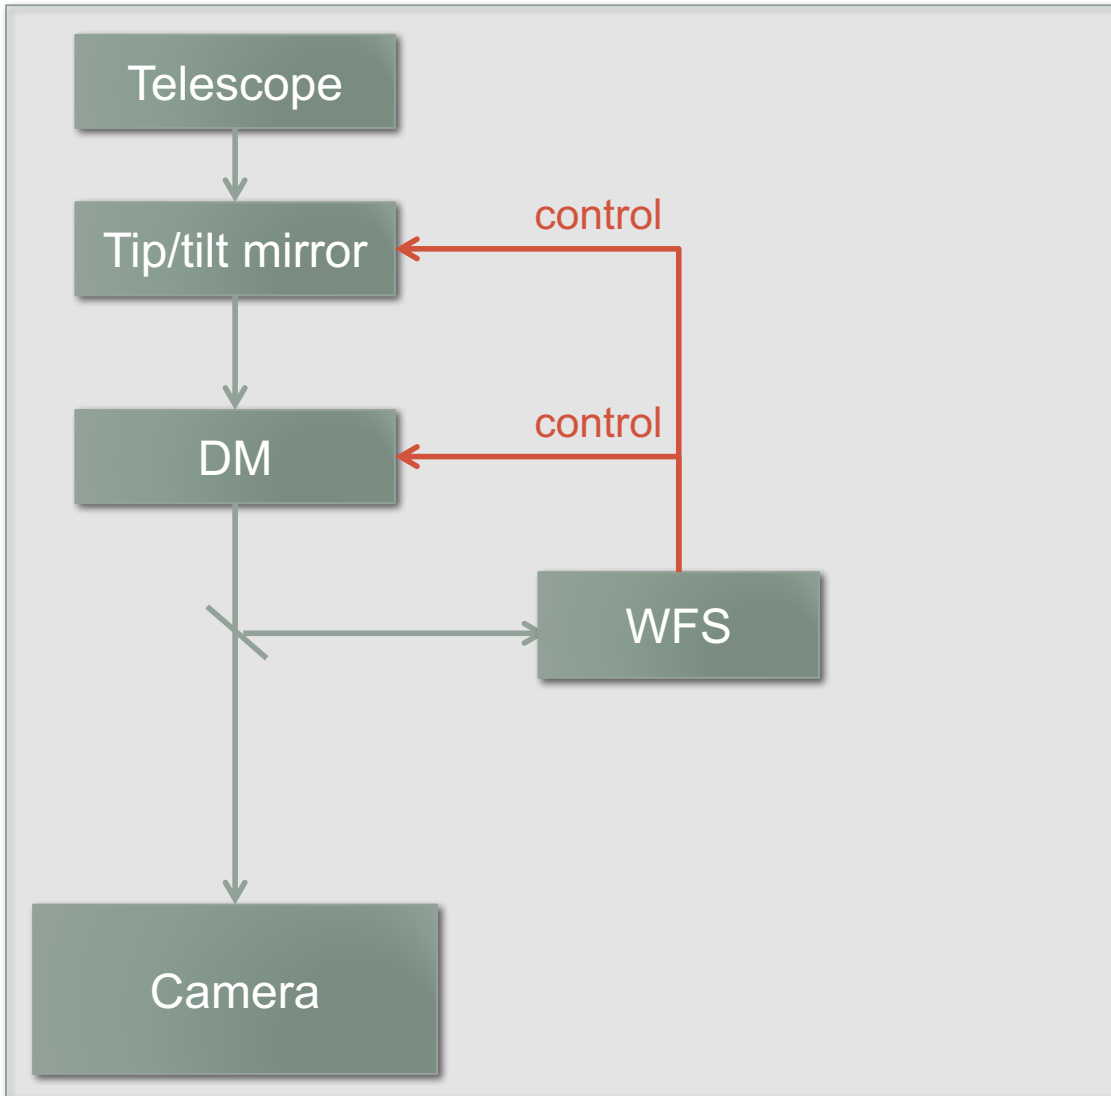 Telescope
control
Tip/tilt mirror
control
DM
WFS
Camera